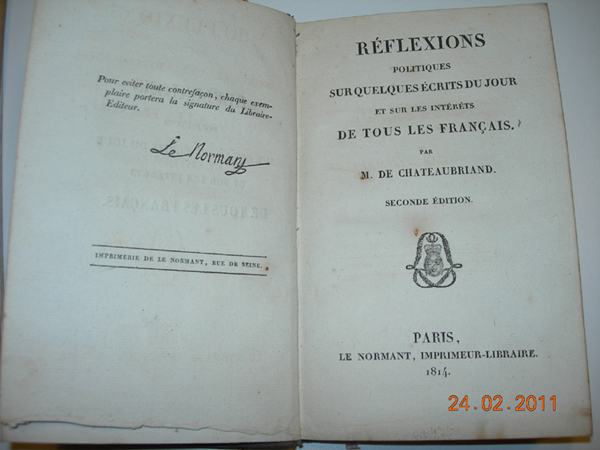 Pour éviter toute contrefaçon, chaque exem-
plaire portera la signature du Libraire-
Editeur.
Le Normant
IMPRIMERIE DE LE NORMANT, RUE DE SEINE.
RÉFLEXIONS
POLITIQUES
SUR QUELQUES ÉCRITS DU JOUR
ET SUR LES INTÉRÊTS
DE TOUS LES FRANÇAIS.
PAR
M. DE CHATEAUBRIAND.
SECONDE ÉDITION.
PARIS,
LE NORMANT, IMPRIMEUR-LIBRAIRE.
1814.
24.02.2011